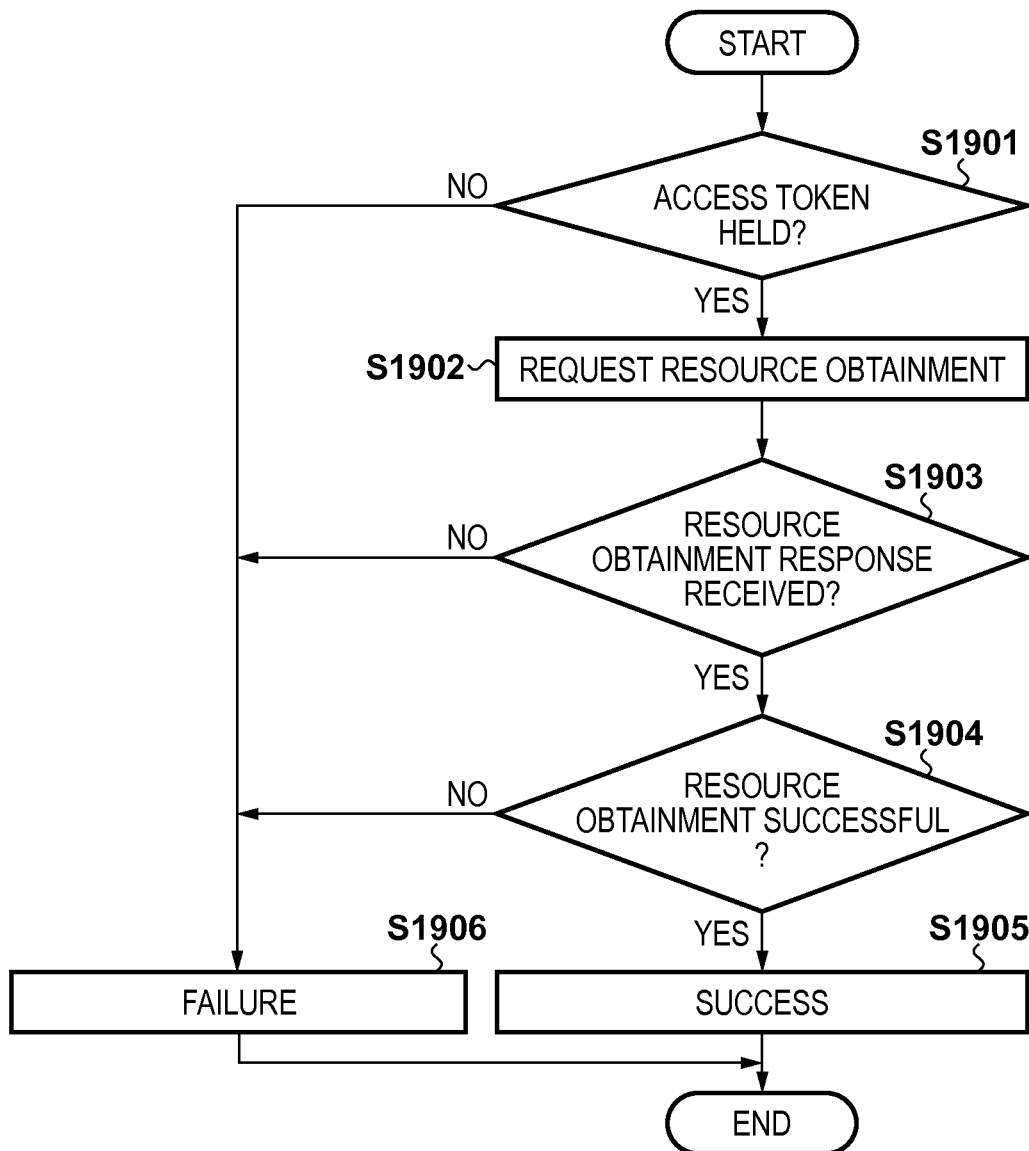 START
S1901
NO
ACCESS TOKEN
HELD?
YES
S1902
REQUEST RESOURCE OBTAINMENT
S1903
NO
RESOURCE
OBTAINMENT RESPONSE
RECEIVED?
YES
S1904
NO
RESOURCE
OBTAINMENT SUCCESSFUL
?
YES
S1906
S1905
FAILURE
SUCCESS
END